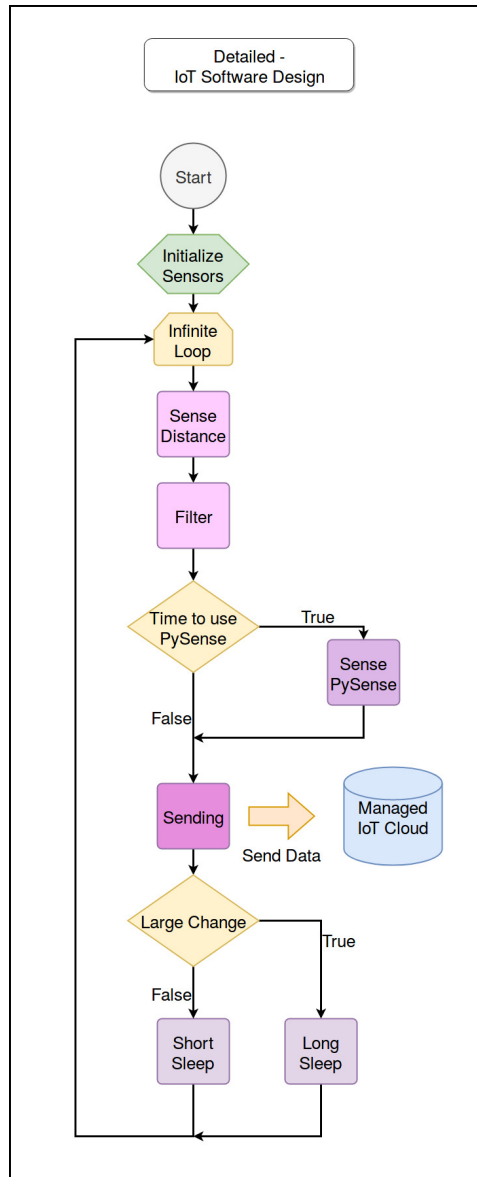 Detailed -
IoT Software Design
Start
Initialize
Sensors
Infinite
Loop
Sense
Distance
Filter
Time to use
PySense
True
Sense
PySense
False
Sending
Send Data
Managed
IoT Cloud
Large Change
True
False
Short
Sleep
Long
Sleep